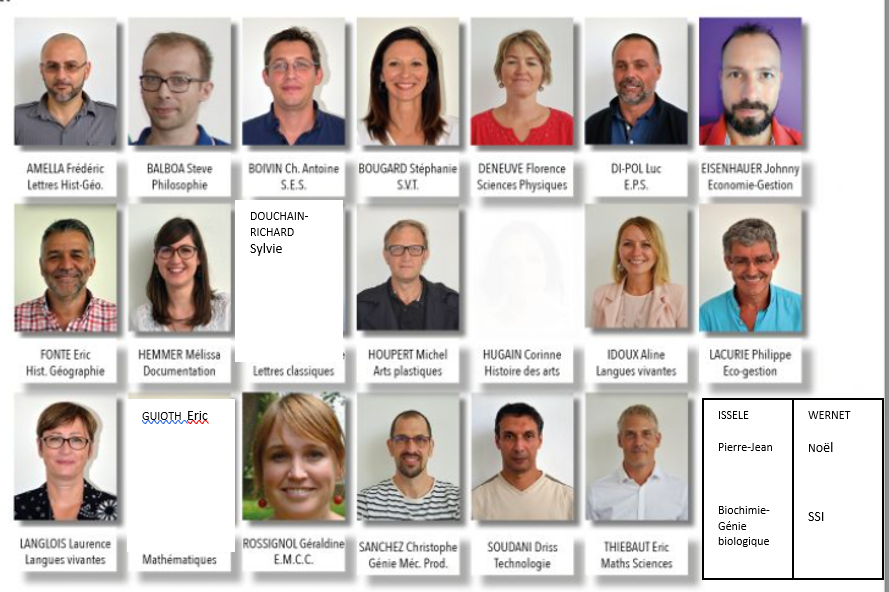 AMELLA Frédéric
Lettres Hist-Géo.
BALBOA Steve
Philosophie
BOIVIN Ch. Antoine
S.E.S.
BOUGARD Stéphanie
S.V.T.
DENEUVE Florence
Sciences Physiques
DI-POL Luc
E.P.S.
EISENHAUER Johnny
Economie-Gestion
FONTE Eric
Hist. Géographie
HEMMER Mélissa
Documentation
DOUCHAIN-
RICHARD
Sylvie
Lettres classiques
HOUPERT Michel
Arts plastiques
HUGAIN Corinne
Histoire des arts
IDOUX Aline
Langues vivantes
LACURIE Philippe
Eco-gestion
LANGLOIS Laurence
Langues vivantes
GUIOTH Eric
Mathématiques
ROSSIGNOL Géraldine
E.M.C.C.
SANCHEZ Christophe
Génie Méc. Prod.
SOUDANI Driss
Technologie
THIEBAUT Eric
Maths Sciences
ISSELE
Pierre-Jean
Biochimie-
Génie
biologique
WERNET
Noël
SSI